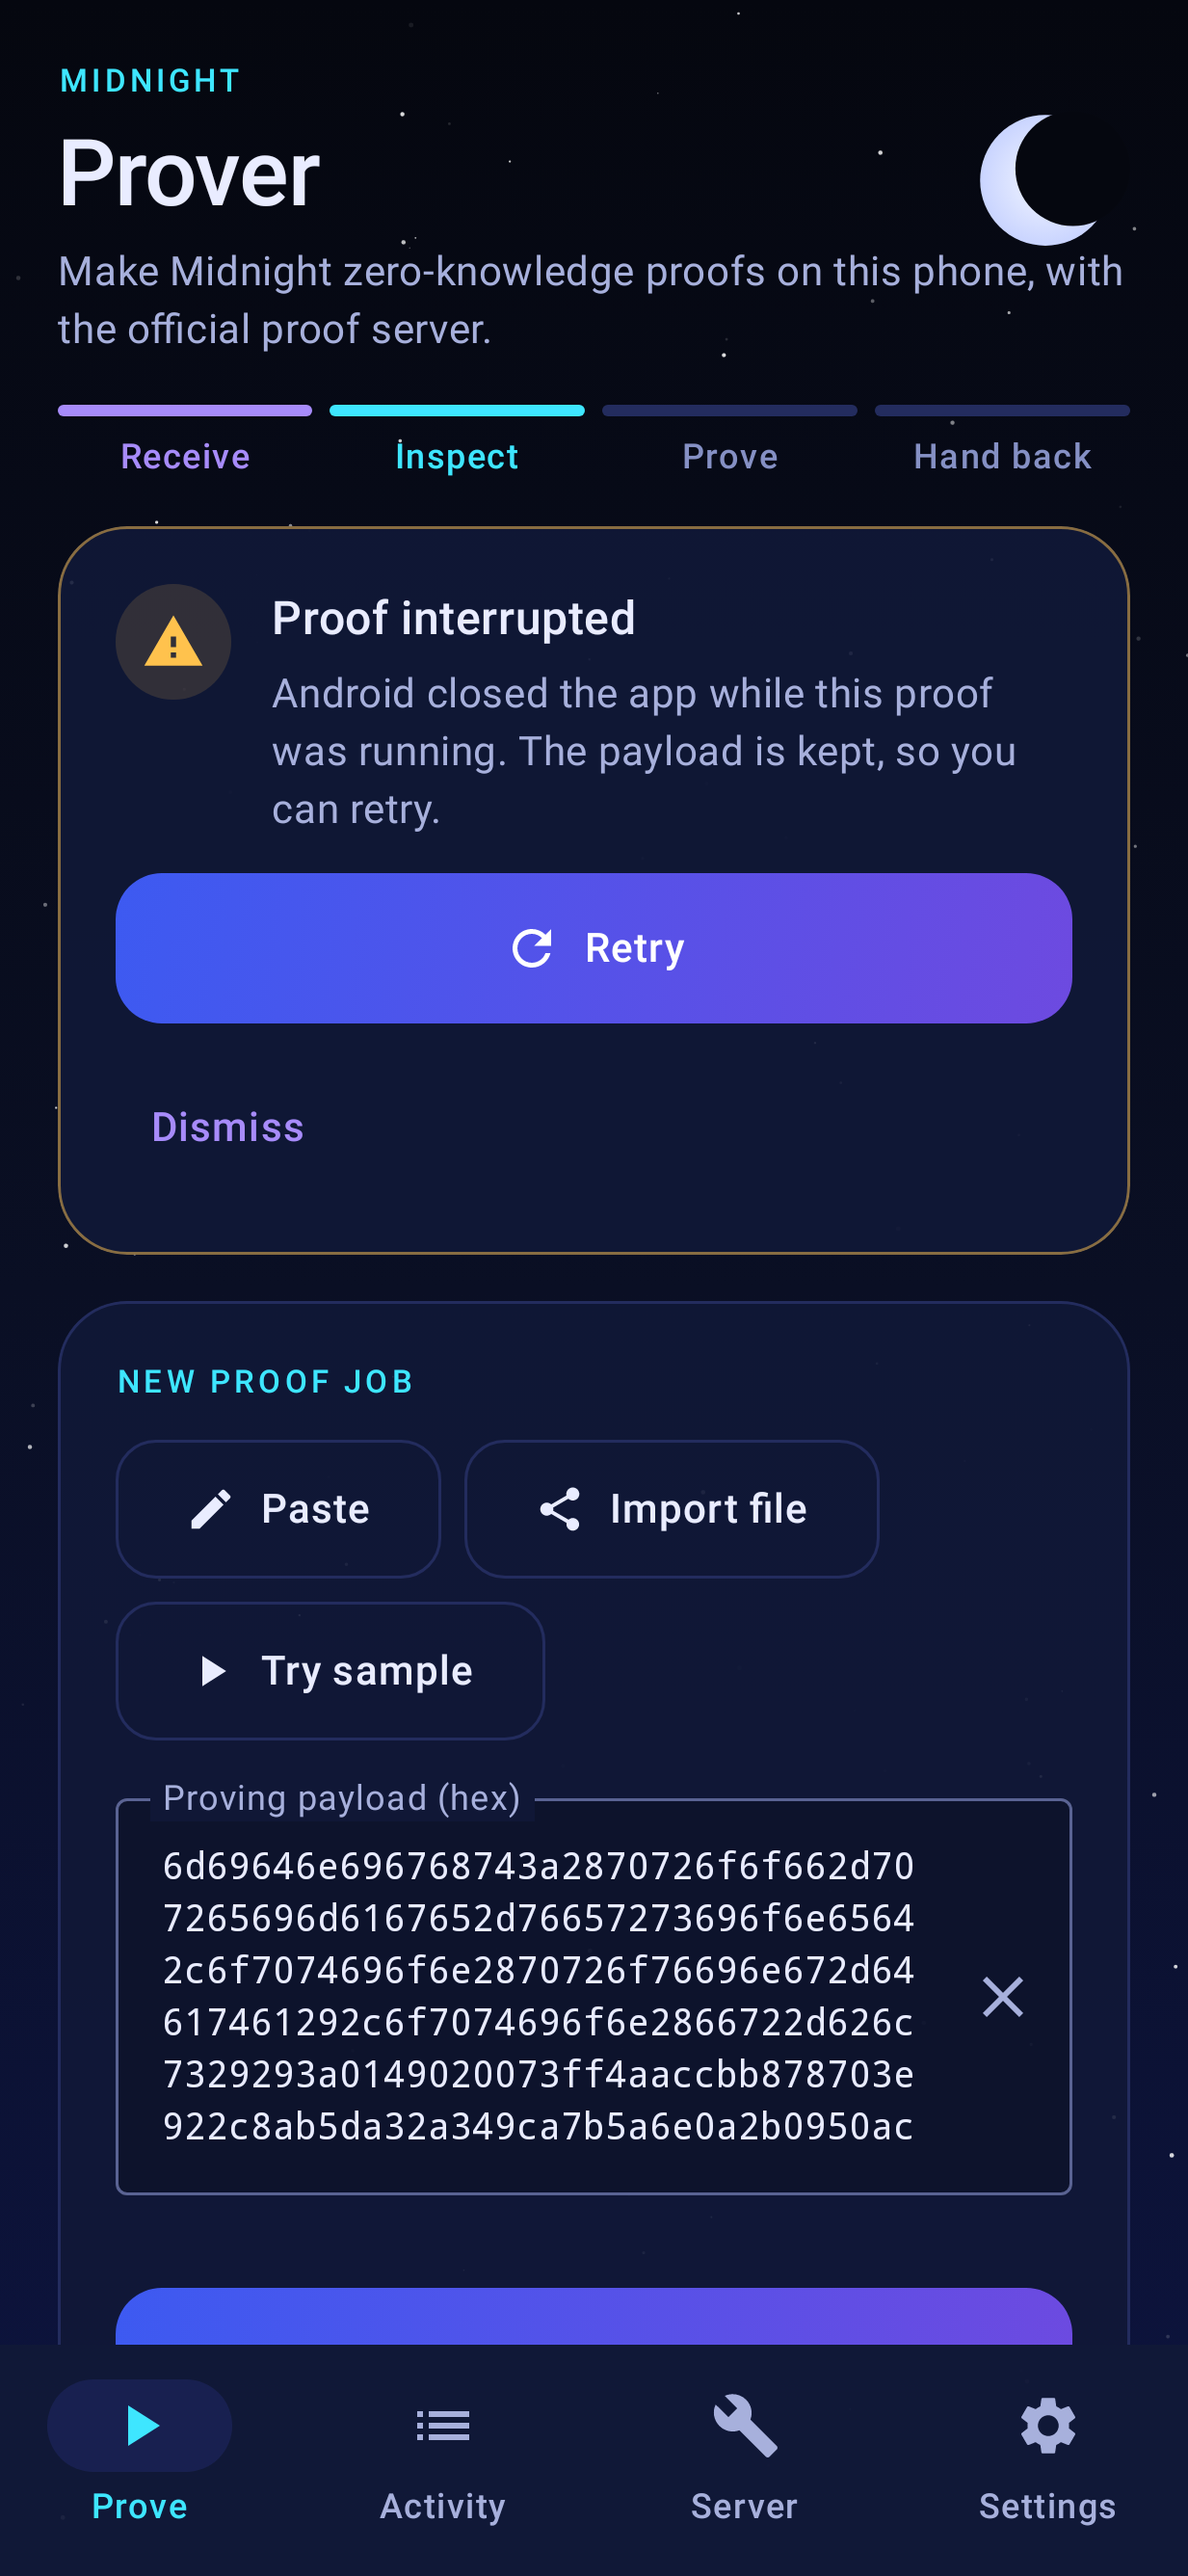 MIDNIGHT
Prover
Make Midnight zero-knowledge proofs on this phone, with
the official proof server.
Receive
Inspect
Prove
Hand back
Proof interrupted
Android closed the app while this proof
was running. The payload is kept, so you
can retry.
Retry
Dismiss
NEW PROOF JOB
Paste
Import file
Try sample
Proving payload (hex)
6d69646e696768743a2870726f6f662d70
7265696d6167652d76657273696f6e6564
2c6f7074696f6e2870726f76696e672d64
617461292c6f7074696f6e2866722d626c
7329293a0149020073ff4aaccbb878703e
922c8ab5da32a349ca7b5a6e0a2b0950ac
Prove
Activity
Server
Settings